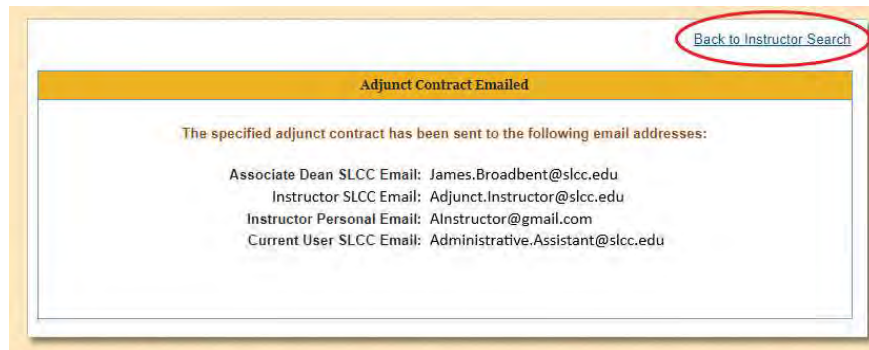 Back to Instructor Search
Adjunct Contract Emailed
The specified adjunct contract has been sent to the following email addresses:
Associate Dean SLCC Email: James.Broadbent@slcc.edu
Instructor SLCC Email: Adjunct.Instructor@slcc.edu
Instructor Personal Email: AInstructor@gmail.com
Current User SLCC Email: Administrative.Assistant@slcc.edu